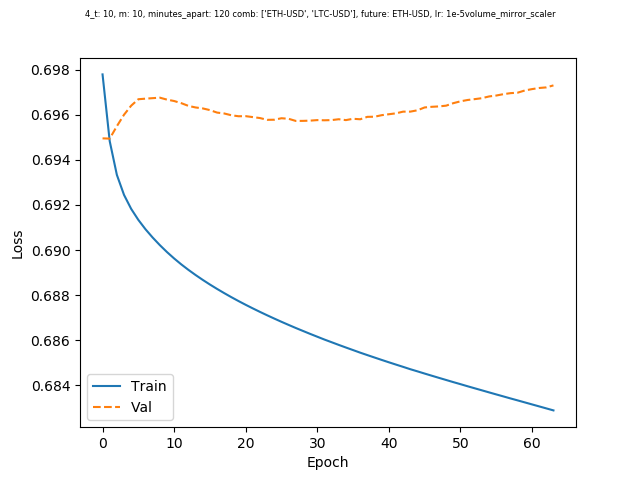 4_t: 10, m: 10, minutes_apart: 120 comb: ['ETH-USD', 'LTC-USD'], future: ETH-USD, lr: 1e-5volume_mirror_scaler
0.698
0.696
0.694
0.692
0.690
0.688
0.686
0.684
Loss
Train
Val
0 10 20 30 40 50 60
Epoch